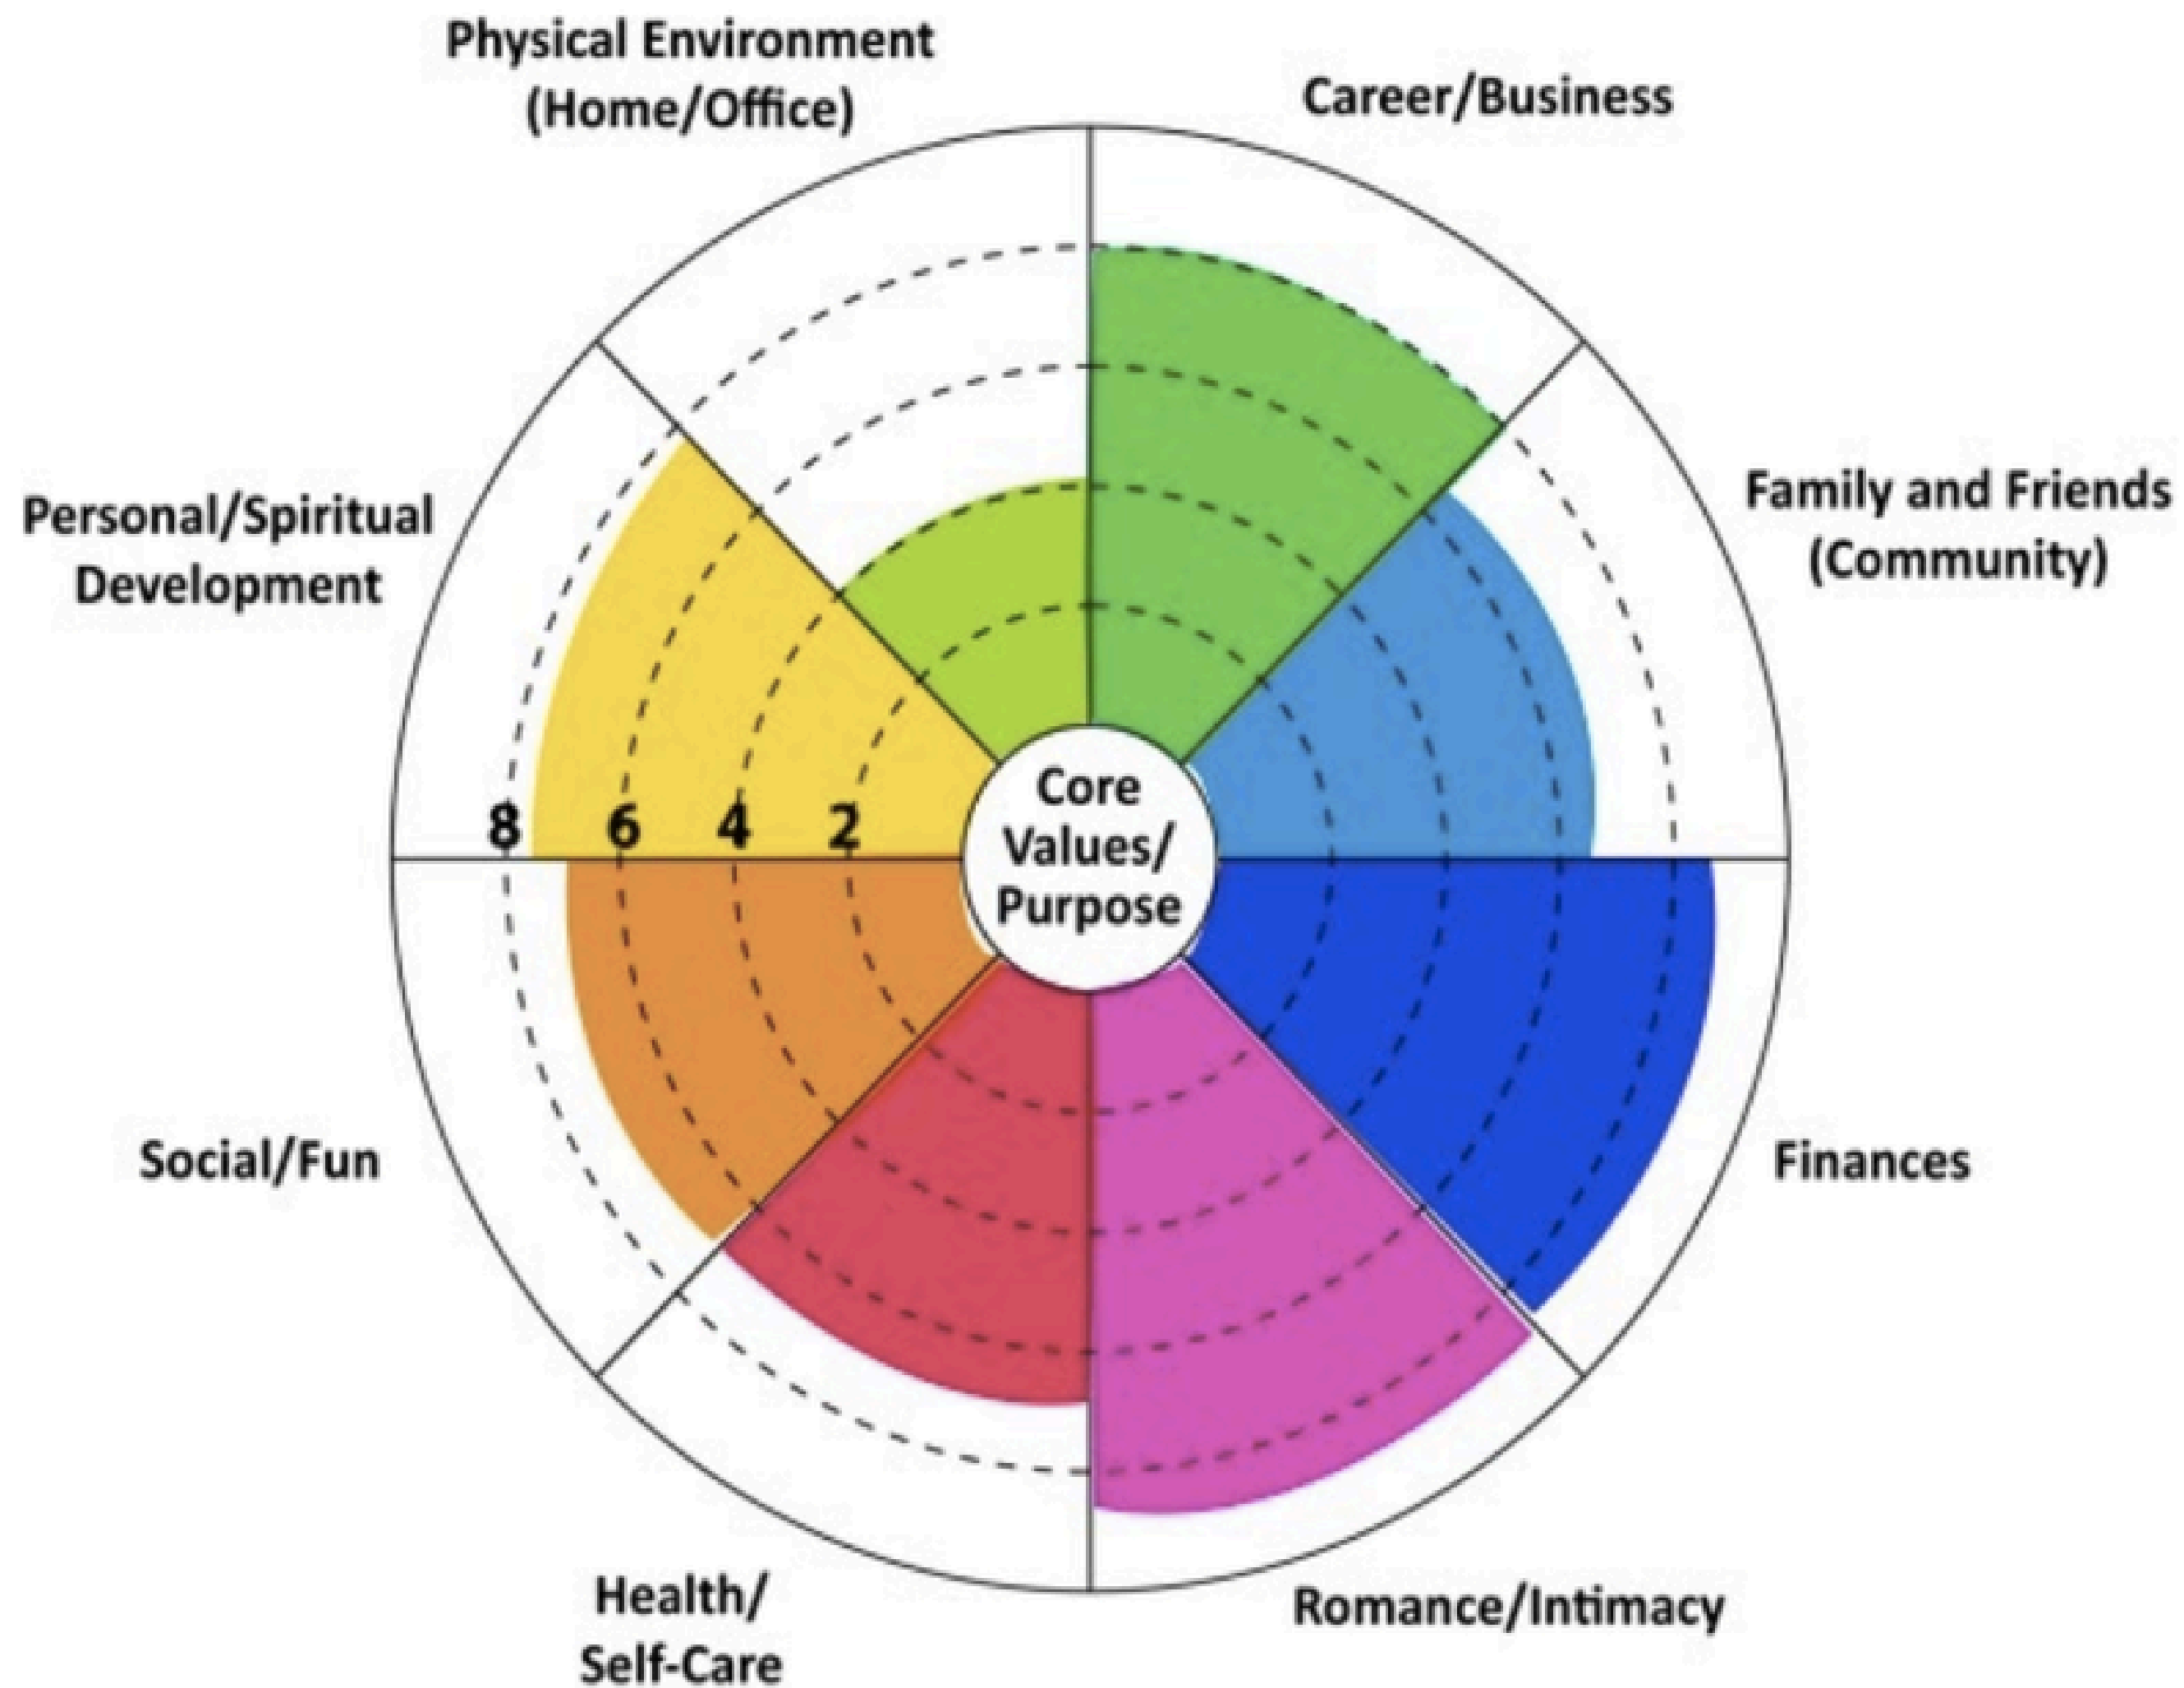 Physical Environment
(Home/Office)
Career/Business
Personal/Spiritual
Development
Family and Friends
(Community)
8 6 4 2
Core
Values/
Purpose
Social/Fun
Finances
Health/
Self-Care
Romance/Intimacy